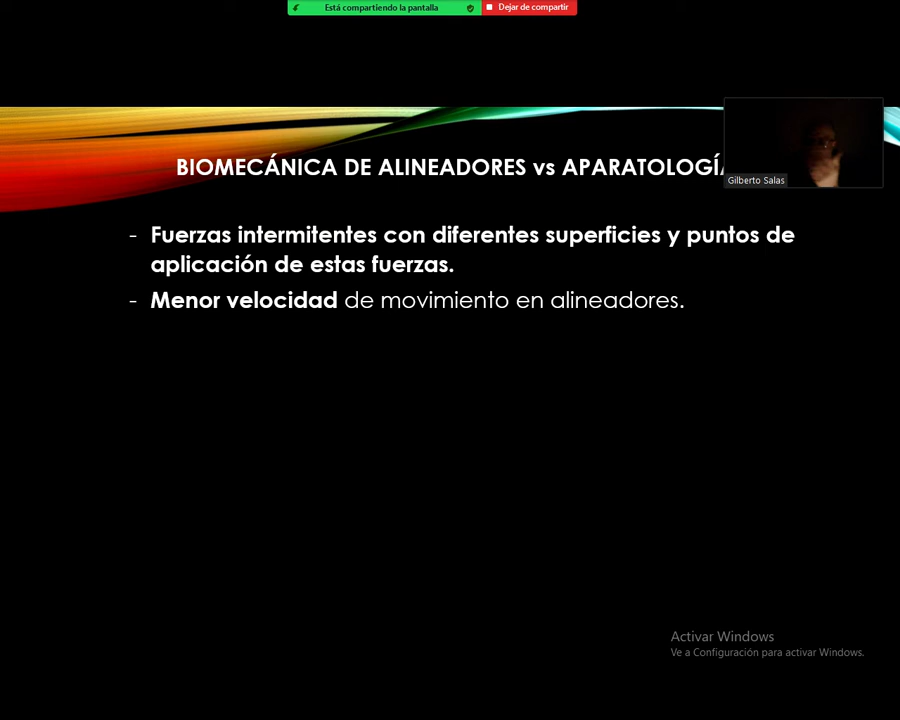 Está compartiendo la pantalla
Dejar de compartir
BIOMECÁNICA DE ALINEADORES vs APARATOLOGÍA
Gilberto Salas
- Fuerzas intermitentes con diferentes superficies y puntos de
aplicación de estas fuerzas.
- Menor velocidad de movimiento en alineadores.
Activar Windows
Ve a Configuración para activar Windows.